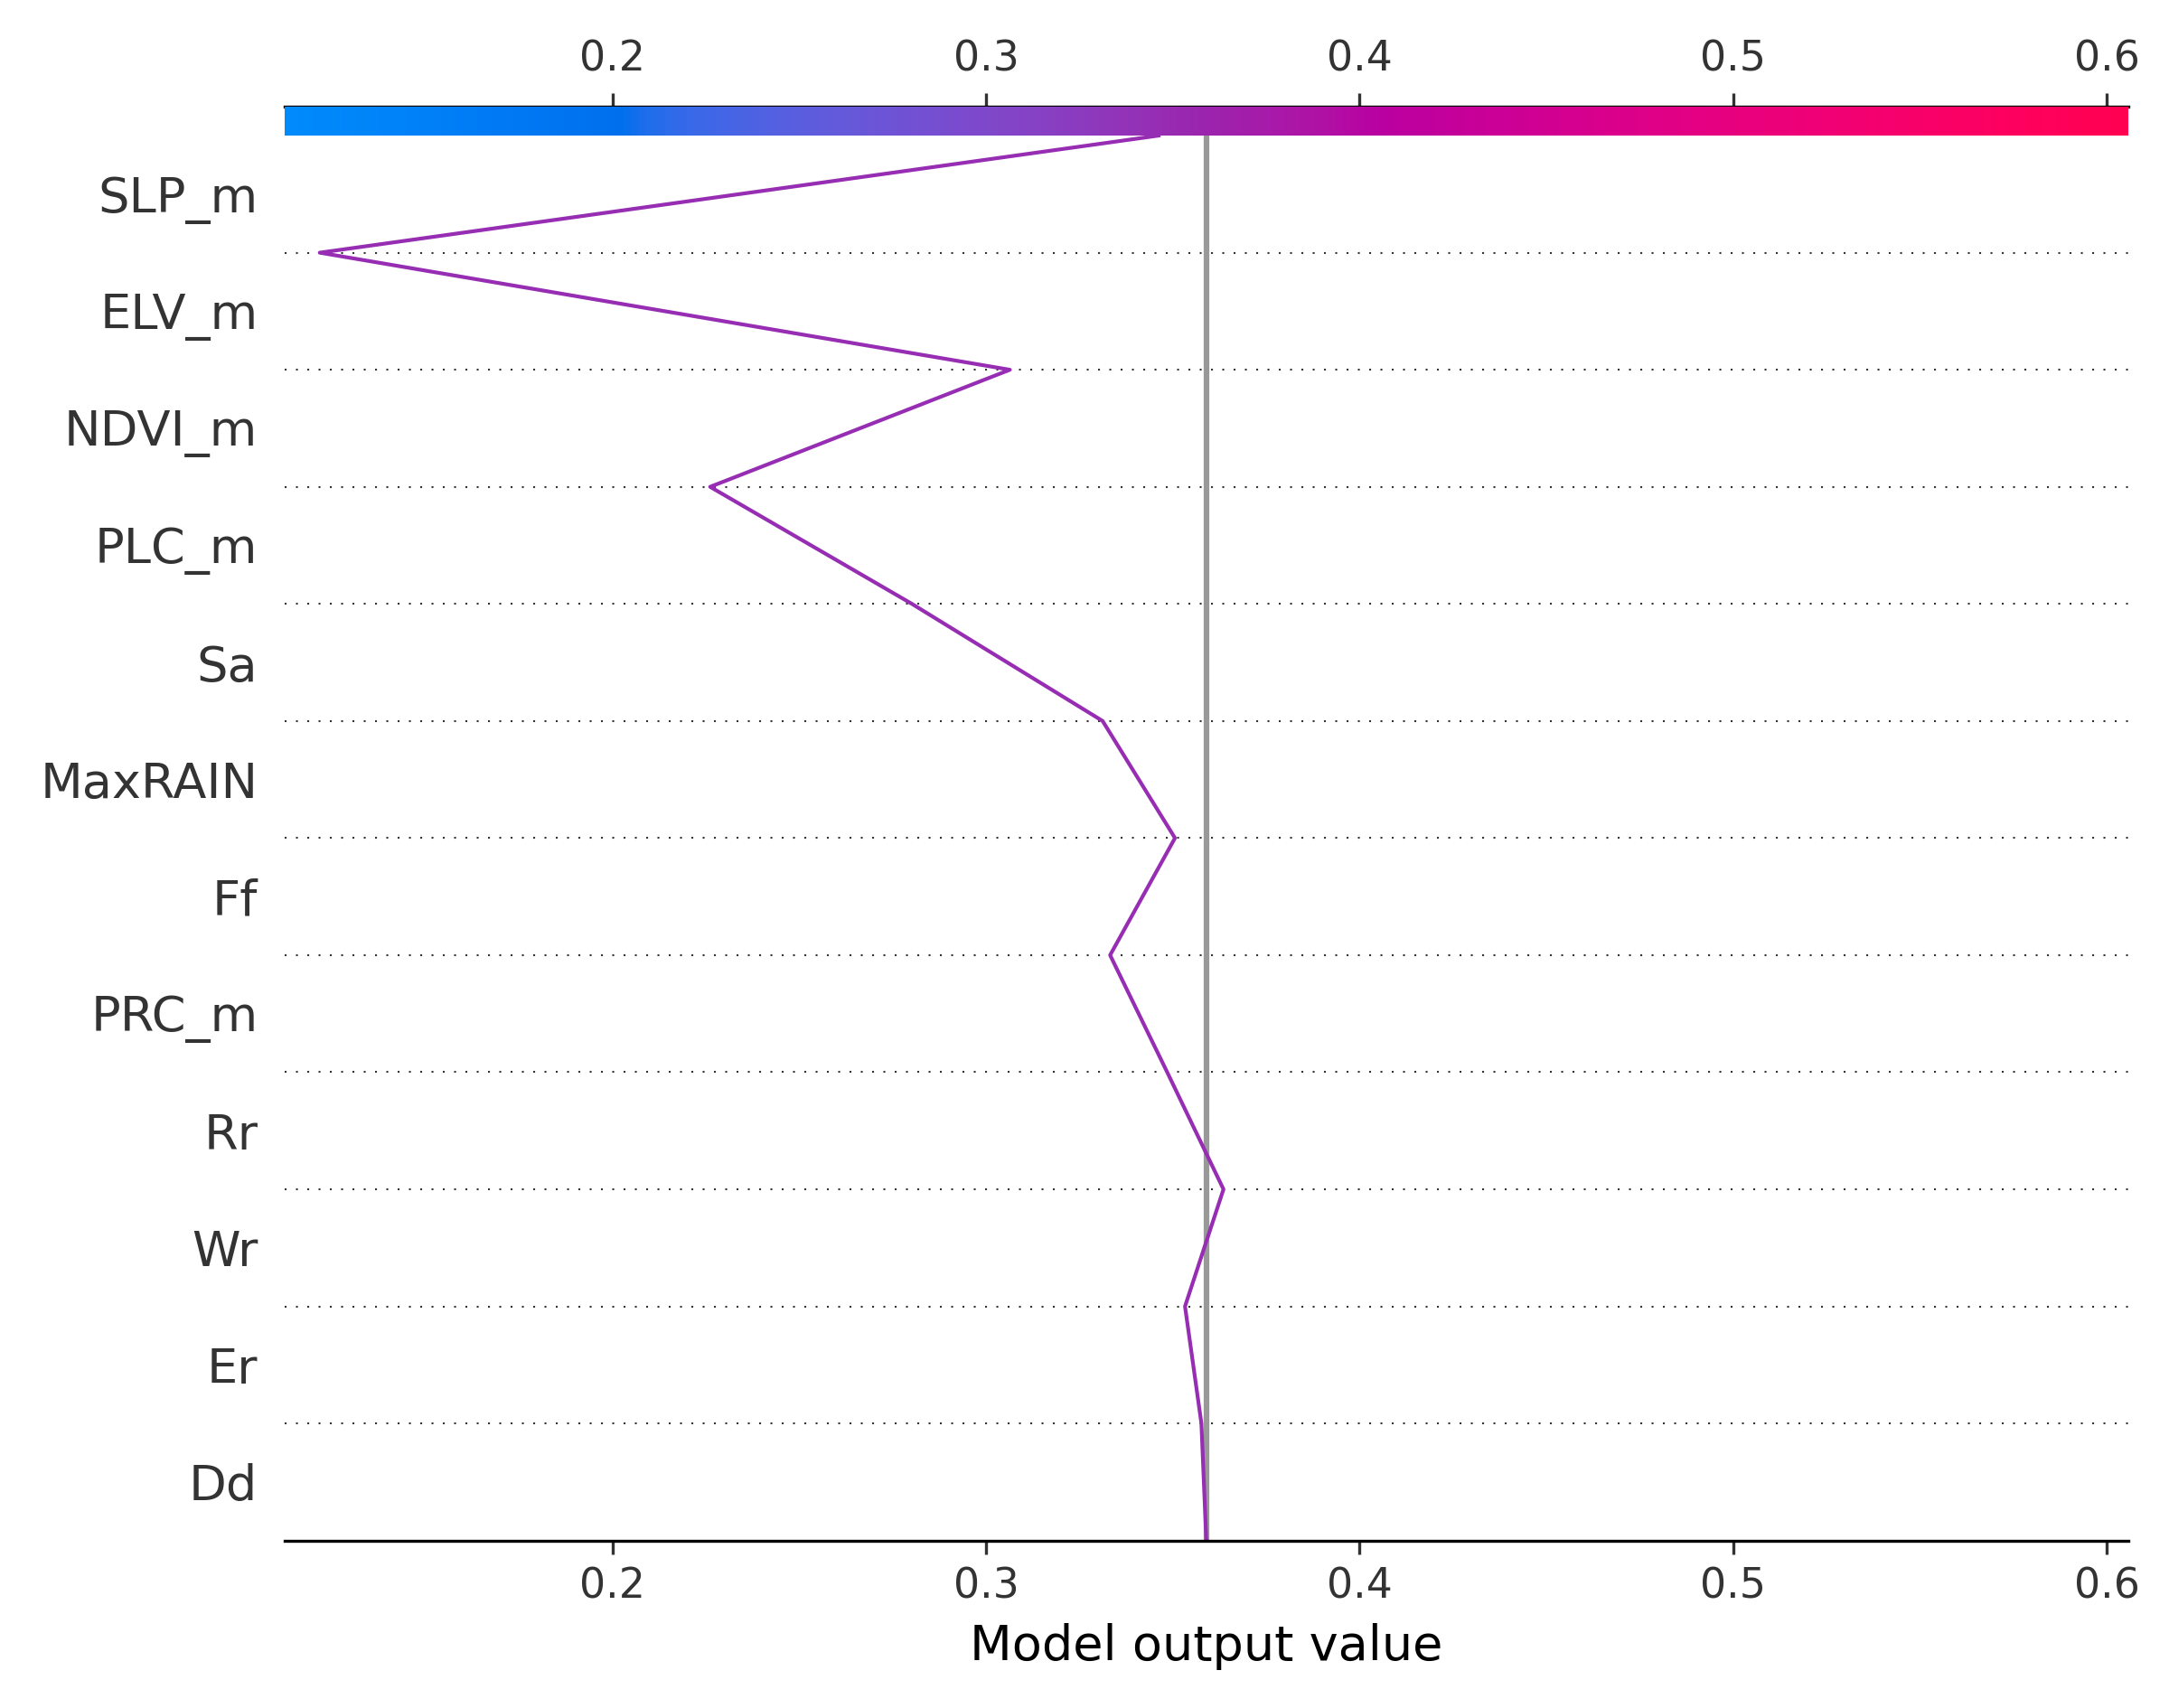 0.2 0.3 0.4 0.5 0.6
SLP_m
ELV_m
NDVI_m
PLC_m
Sa
MaxRAIN
Ff
PRC_m
Rr
Wr
Er
Dd
0.2 0.3 0.4 0.5 0.6
Model output value